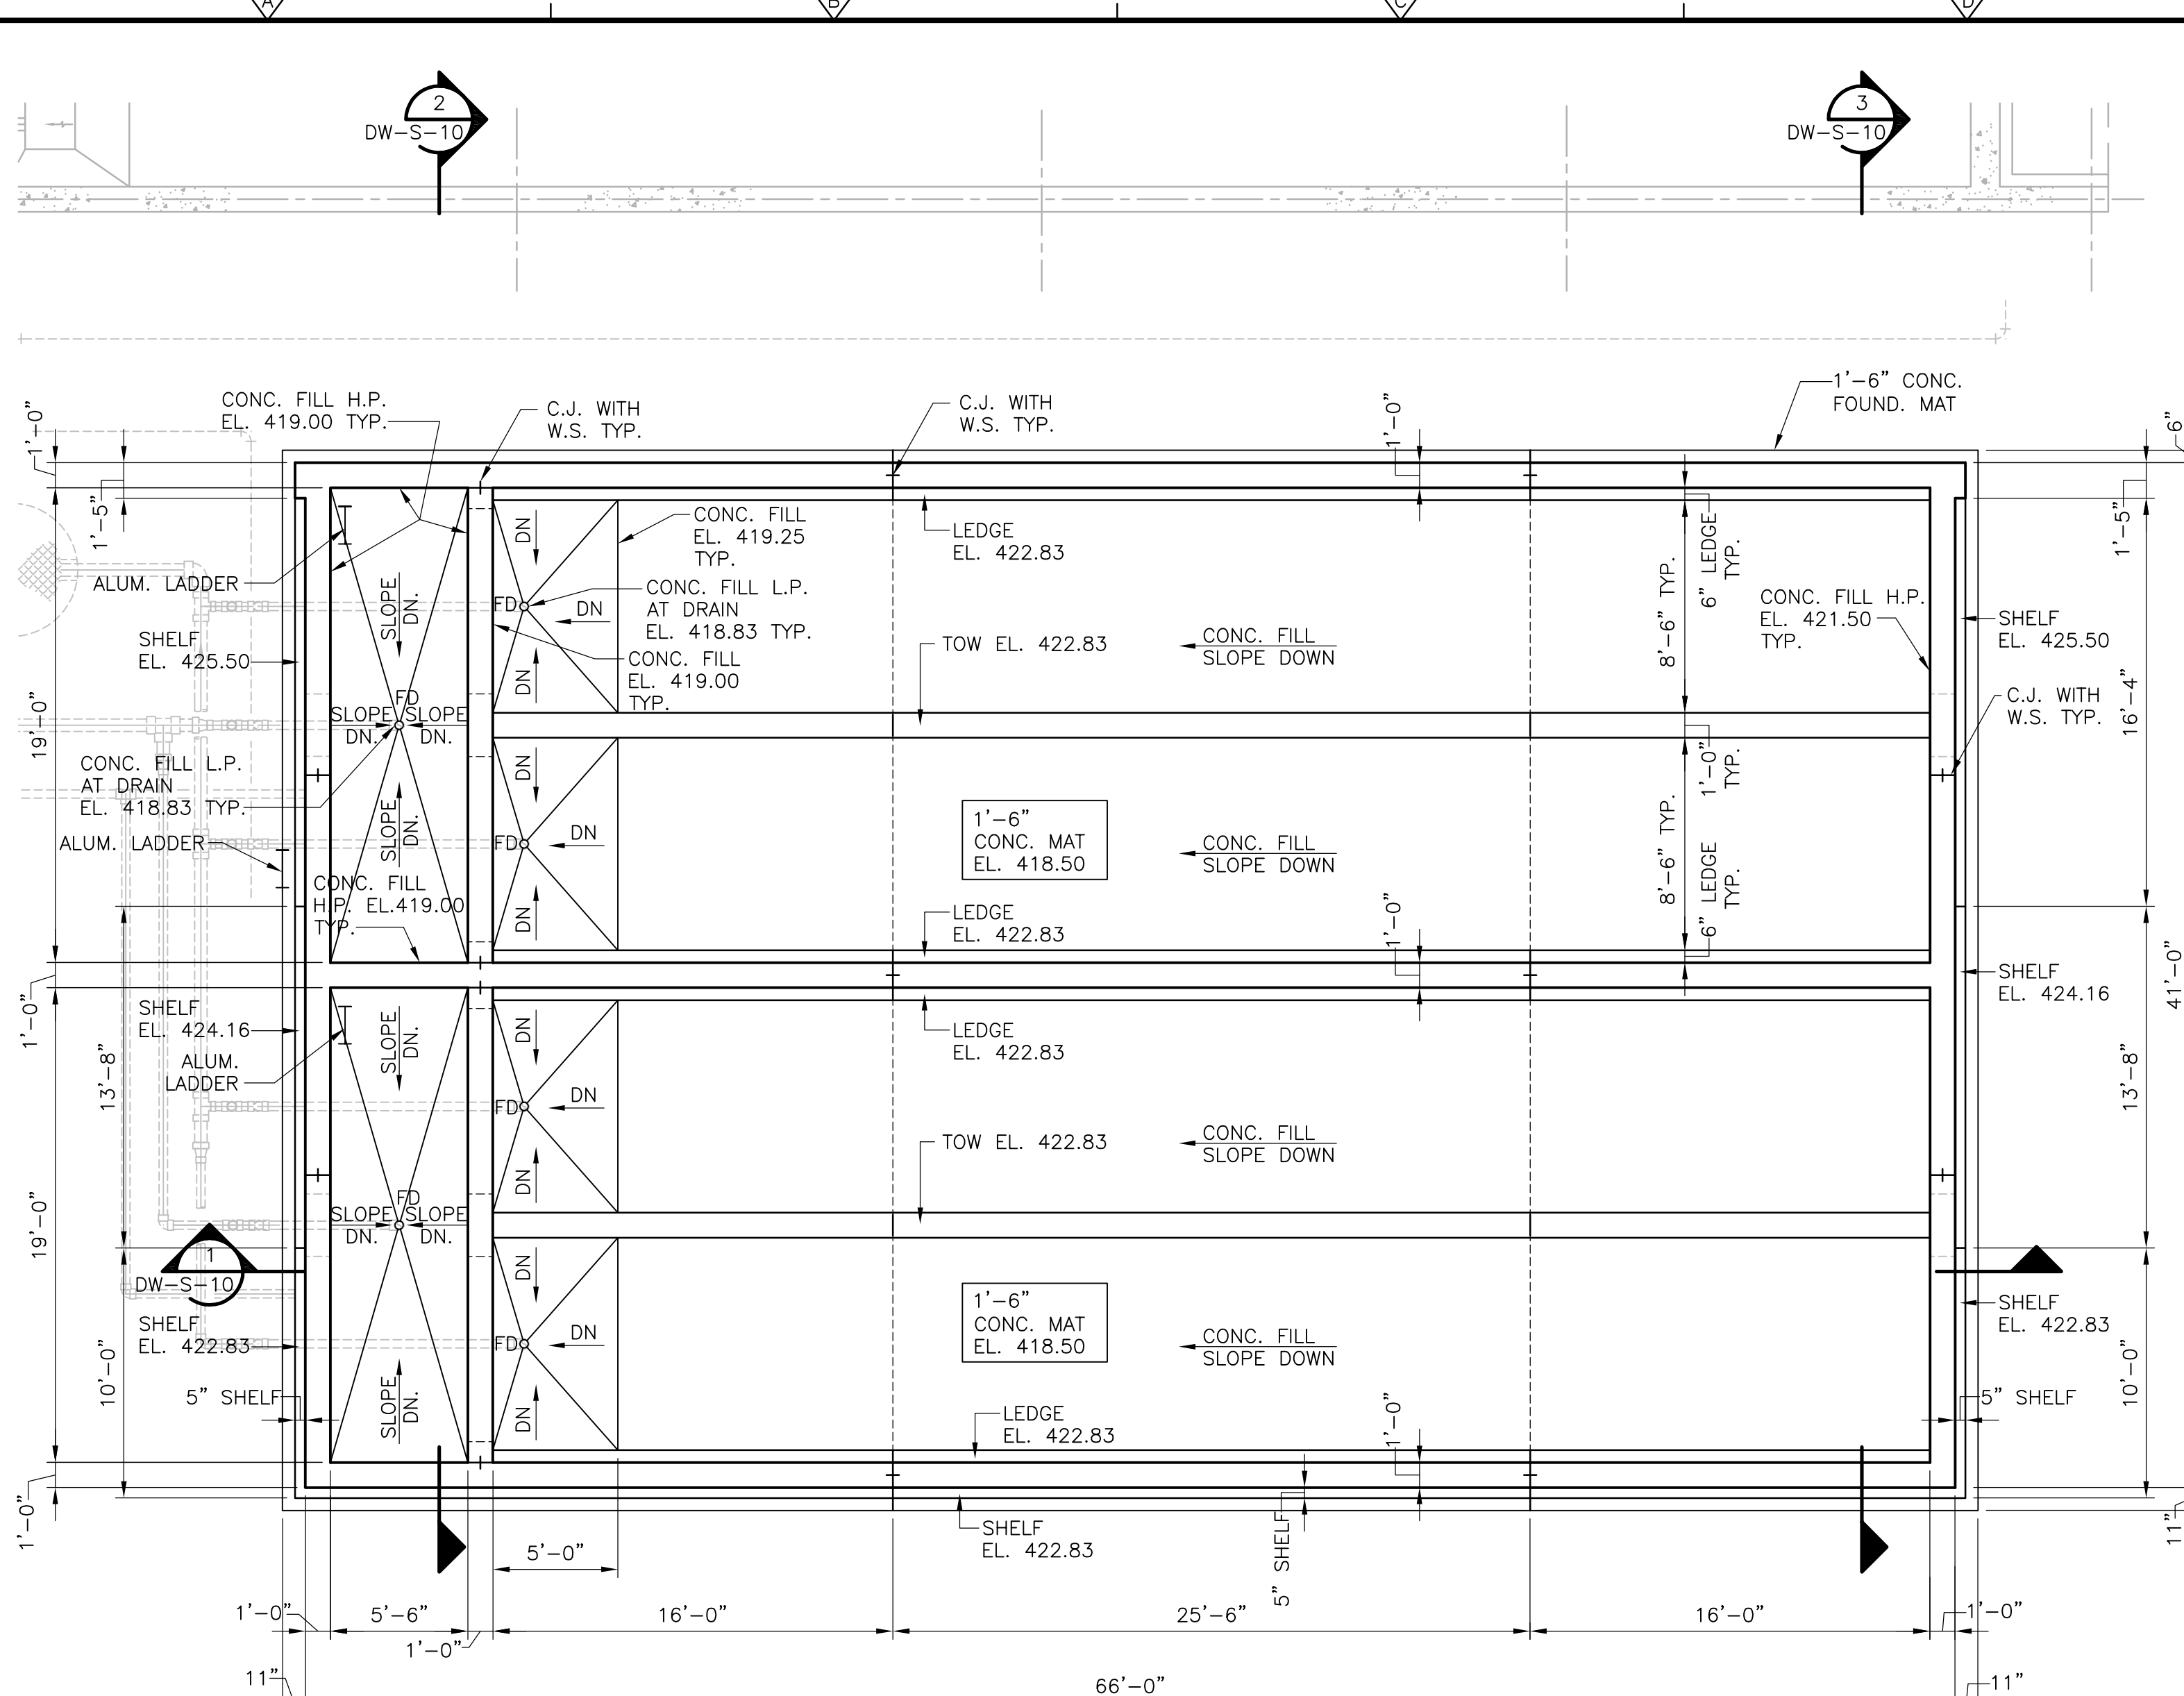 A
B
C
D
2
DW-S-10
3
DW-S-10
CONC. FILL H.P.
EL. 419.00 TYP.
C.J. WITH
W.S. TYP.
C.J. WITH
W.S. TYP.
1'-6" CONC.
FOUND. MAT
1'-0"
1'-5"
1'-0"
6"
1'-5"
ALUM. LADDER
SLOPE
DN.
DN
CONC. FILL
EL. 419.25
TYP.
LEDGE
EL. 422.83
6" LEDGE
TYP.
8'-6" TYP.
CONC. FILL L.P.
AT DRAIN
EL. 418.83 TYP.
FD
DN
CONC. FILL H.P.
EL. 421.50
TYP.
SHELF
EL. 425.50
SHELF
EL. 425.50
TOW EL. 422.83
CONC. FILL
SLOPE DOWN
DN
CONC. FILL
EL. 419.00
TYP.
C.J. WITH
W.S. TYP.
16'-4"
19'-0"
FD
SLOPE
DN.
SLOPE
DN.
CONC. FILL L.P.
AT DRAIN
EL. 418.83 TYP.
DN
1'-0"
TYP.
ALUM. LADDER
SLOPE
DN.
FD
DN
1'-6"
CONC. MAT
EL. 418.50
CONC. FILL
SLOPE DOWN
8'-6" TYP.
6" LEDGE
TYP.
CONC. FILL
H.P. EL.419.00
TYP.
DN
LEDGE
EL. 422.83
1'-0"
1'-0"
SHELF
EL. 424.16
SHELF
EL. 424.16
41'-0"
13'-8"
ALUM.
LADDER
SLOPE
DN.
DN
LEDGE
EL. 422.83
13'-8"
FD
DN
TOW EL. 422.83
CONC. FILL
SLOPE DOWN
DN
19'-0"
FD
SLOPE
DN.
SLOPE
DN.
1
DW-S-10
DN
SHELF
EL. 422.83
SHELF
EL. 422.83
FD
DN
1'-6"
CONC. MAT
EL. 418.50
CONC. FILL
SLOPE DOWN
10'-0"
5" SHELF
SLOPE
DN.
DN
LEDGE
EL. 422.83
1'-0"
5" SHELF
10'-0"
1'-0"
SHELF
EL. 422.83
5" SHELF
11"
5'-0"
1'-0"
5'-6"
1'-0"
16'-0"
25'-6"
16'-0"
1'-0"
11"
66'-0"
11"